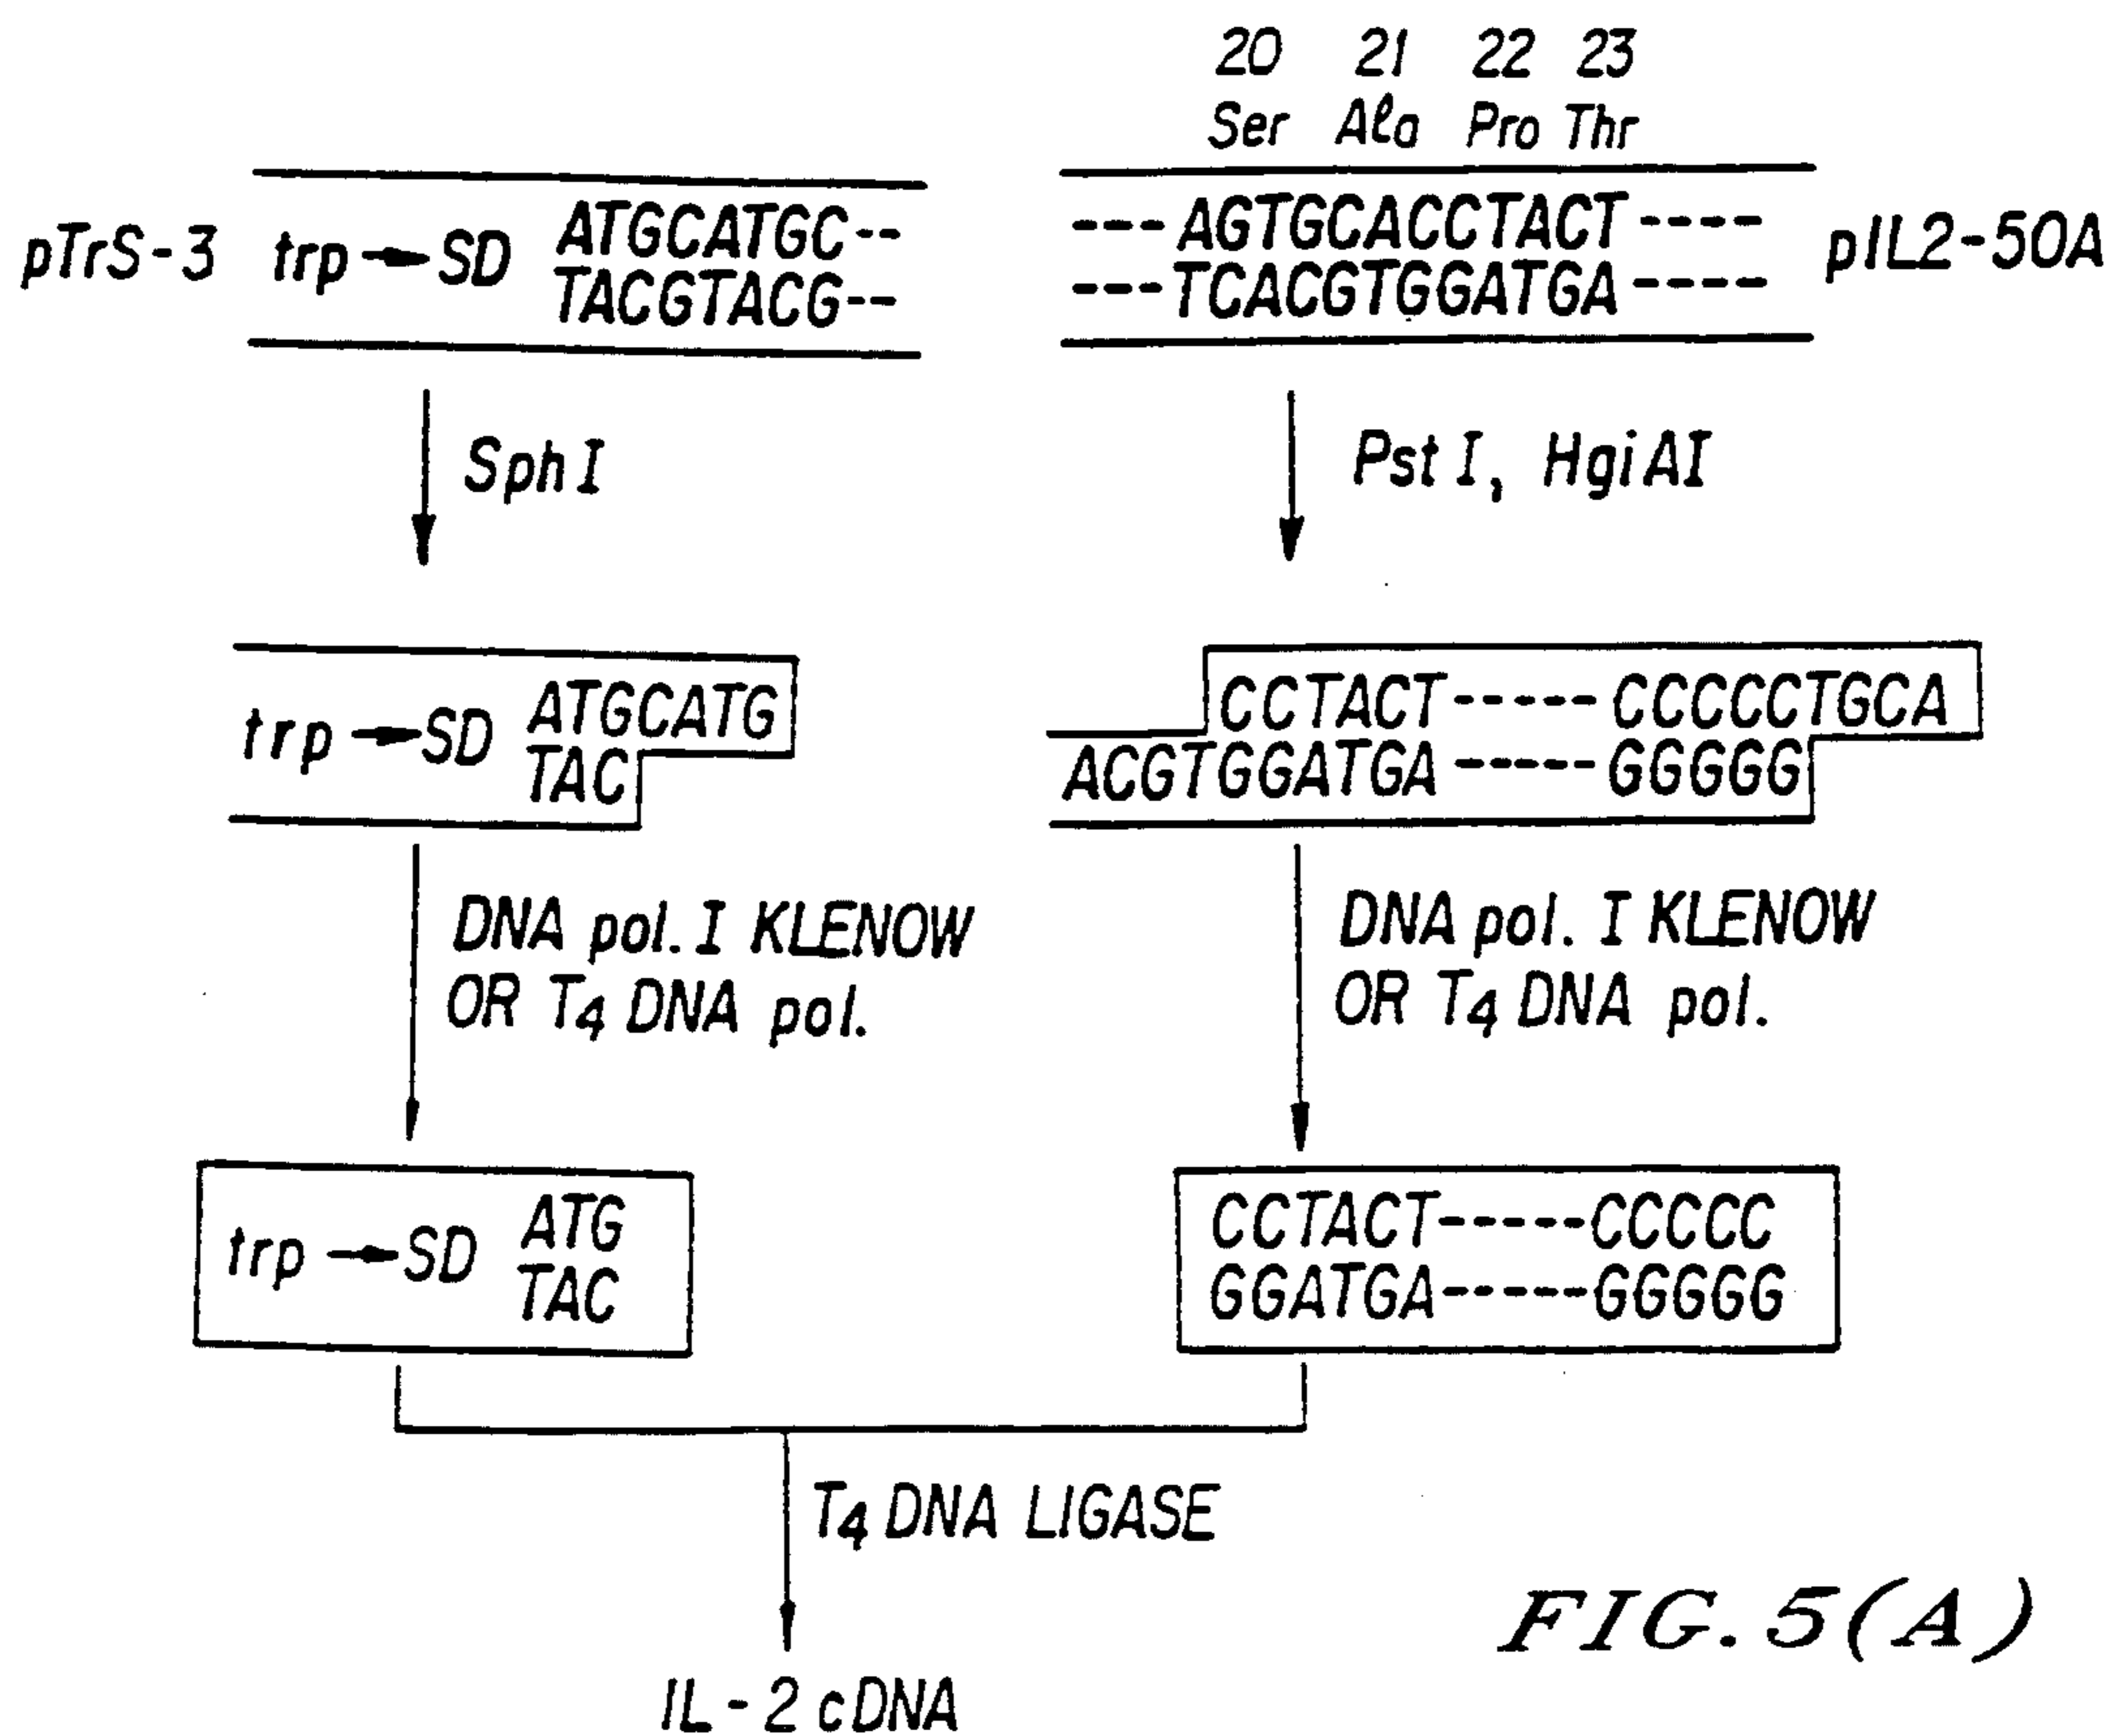 20 21 22 23
Ser Ala Pro Thr
pTrS-3 trp SD ATGCATGC--
TACGTACG--
---AGTGCACCTACT---- pIL2-50A
---TCACGTGGATGA----
SphI
Pst I, HgiAI
trp SD ATGCATG
TAC
CCTACT-----CCCCCTGCA
ACGTGGATGA-----GGGGG
DNA pol. I KLENOW
OR T4 DNA pol.
DNA pol. I KLENOW
OR T4 DNA pol.
trp SD ATG
TAC
CCTACT------CCCCC
GGATGA------GGGGG
T4 DNA LIGASE
IL-2 cDNA
FIG. 5(A)